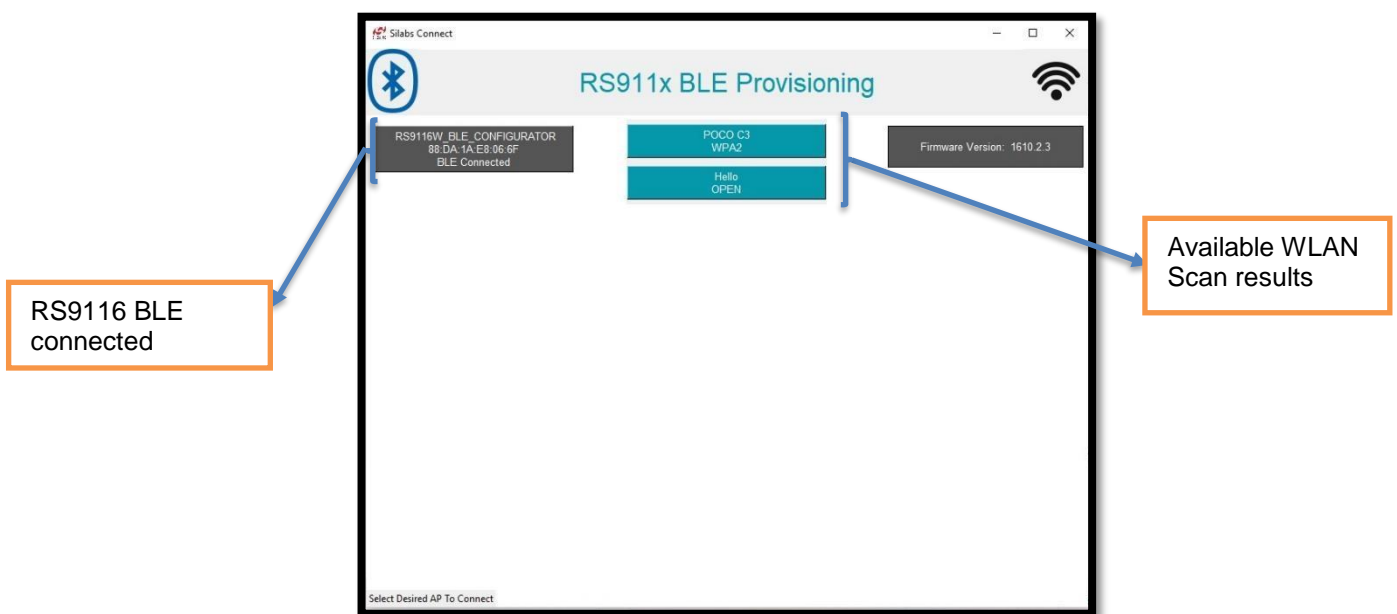 Silabs Connect
RS911x BLE Provisioning
RS9116W_BLE_CONFIGURATOR
88:DA:1A:E8:06:6F
BLE Connected
POCO C3
WPA2
Hello
OPEN
Firmware Version: 1610.2.3
RS9116 BLE
connected
Available WLAN
Scan results
Select Desired AP To Connect